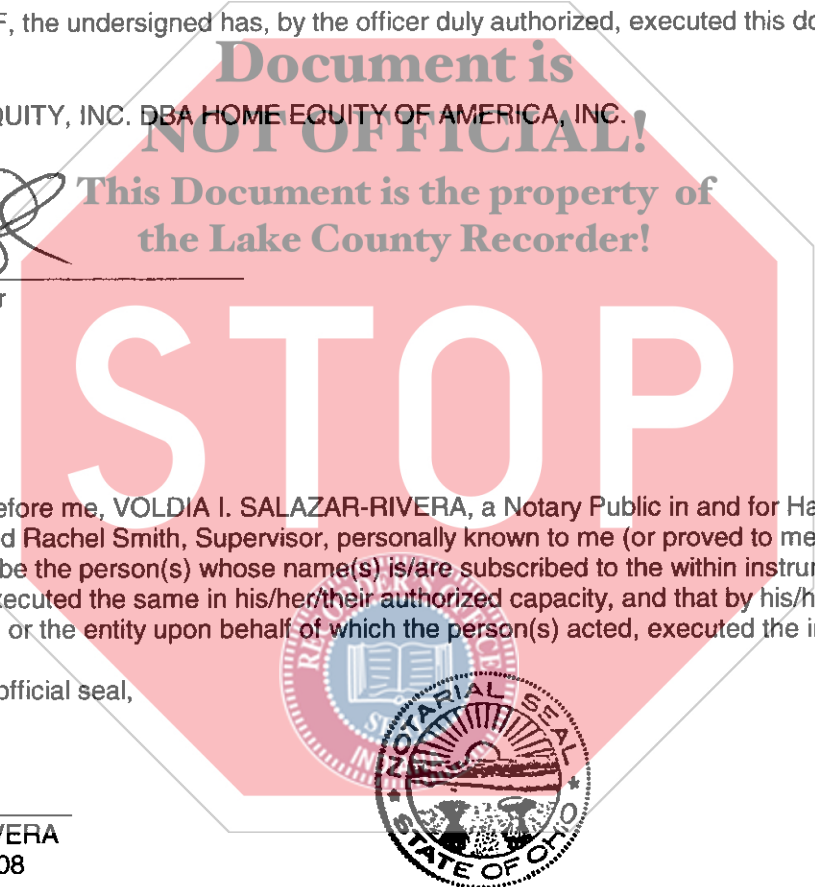 F, the undersigned has, by the officer duly authorized, executed this do
Document is
QUITY, INC. DBA HOME EQUITY OF AMERICA, INC.
NOT OFFICIAL!
This Document is the property of
the Lake County Recorder!
r
STOP
efore me, VOLDIA I. SALAZAR-RIVERA, a Notary Public in and for Ha
d Rachel Smith, Supervisor, personally known to me (or proved to me
be the person(s) whose name(s) is/are subscribed to the within instru
xecuted the same in his/her/their authorized capacity, and that by his/h
or the entity upon behalf of which the person(s) acted, executed the i
RECORDER'S OFFICE
official seal,
SEAL
INDIANA
NOTARIAL SEAL
STATE OF OHIO
VERA
08